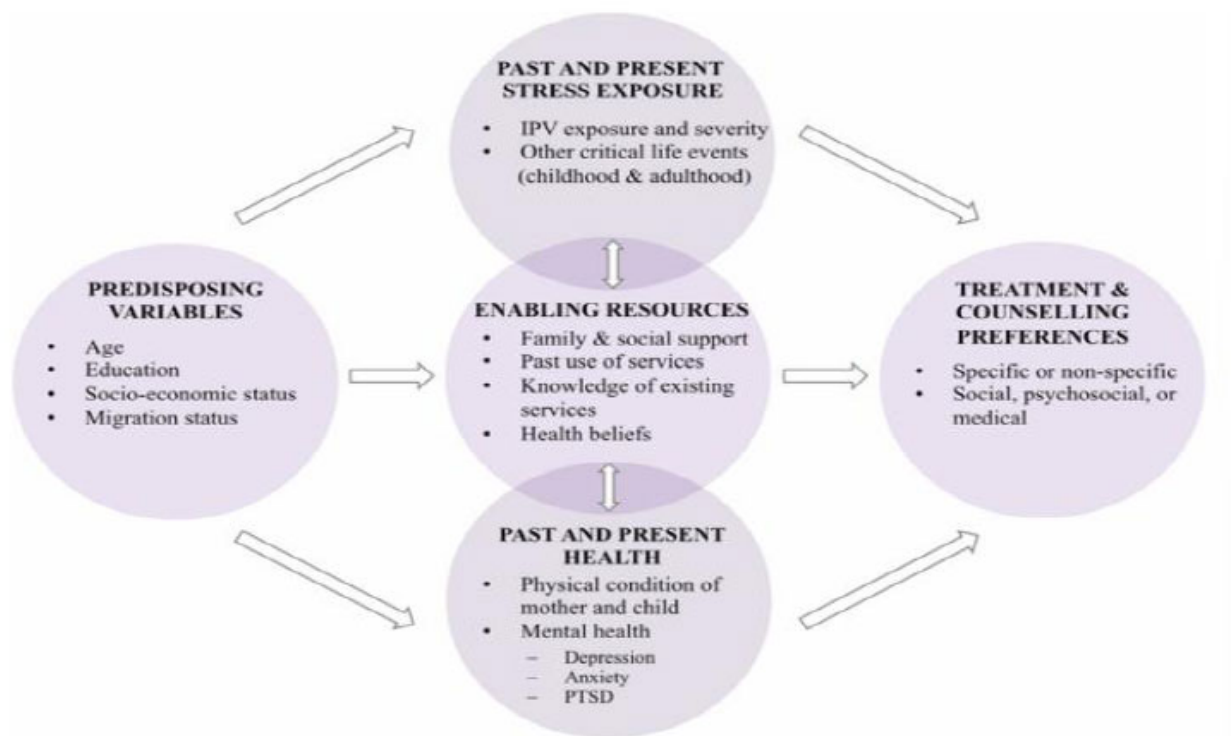 PAST AND PRESENT
STRESS EXPOSURE
• IPV exposure and severity
• Other critical life events
(childhood & adulthood)
PREDISPOSING
VARIABLES
• Age
• Education
• Socio-economic status
• Migration status
ENABLING RESOURCES
• Family & social support
• Past use of services
• Knowledge of existing
services
• Health beliefs
TREATMENT &
COUNSELLING
PREFERENCES
• Specific or non-specific
• Social, psychosocial, or
medical
PAST AND PRESENT
HEALTH
• Physical condition of
mother and child
• Mental health
– Depression
– Anxiety
– PTSD